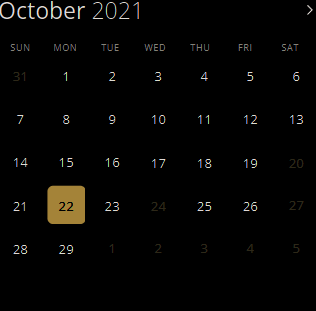 October 2021
SUN MON TUE WED THU FRI SAT
31 1 2 3 4 5 6
7 8 9 10 11 12 13
14 15 16 17 18 19 20
21 22 23 24 25 26 27
28 29 1 2 3 4 5